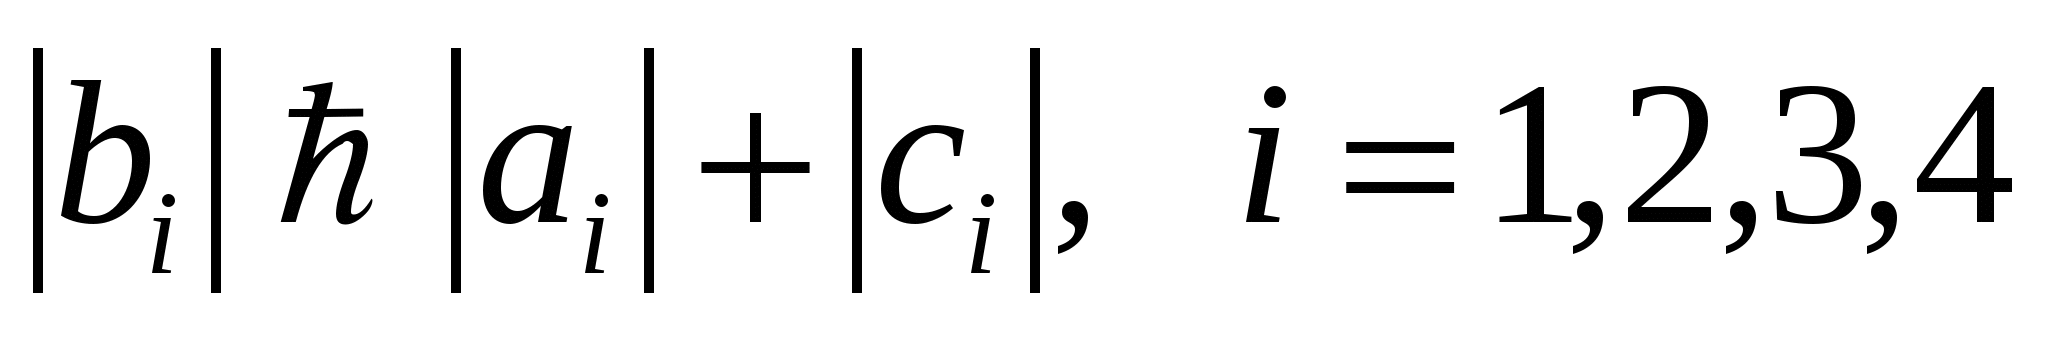 |b_i| ℏ |a_i| + |c_i|, i = 1,2,3,4